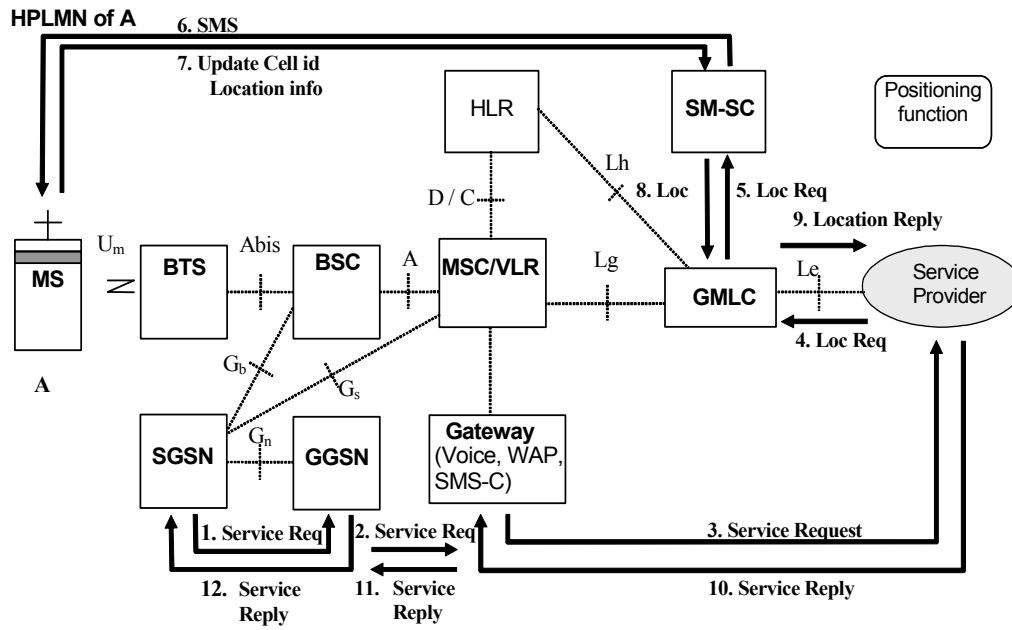 HPLMN of A
6. SMS
7. Update Cell id
Location info
HLR
SM-SC
Positioning
function
Lh
D / C
8. Loc
5. Loc Req
9. Location Reply
Um
Abis
A
Lg
Le
MS
BTS
BSC
MSC/VLR
GMLC
Service
Provider
4. Loc Req
A
Gb
Gs
Gn
SGSN
GGSN
Gateway
(Voice, WAP,
SMS-C)
1. Service Req
2. Service Req
3. Service Request
12. Service
Reply
11. Service
Reply
10. Service Reply